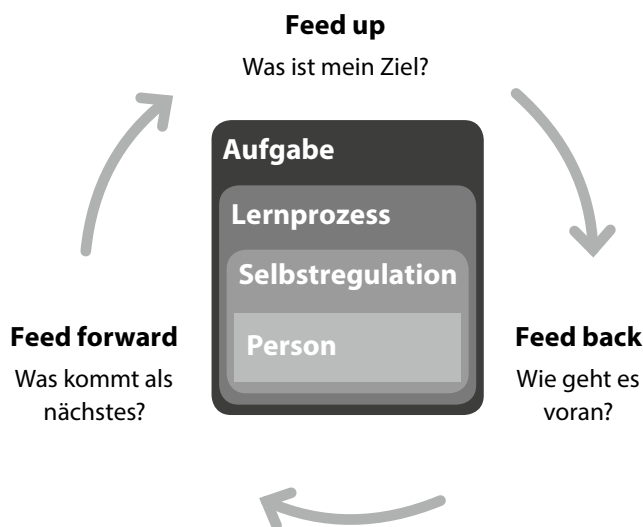 Feed up
Was ist mein Ziel?
Aufgabe
Lernprozess
Selbstregulation
Person
Feed forward
Was kommt als
nächstes?
Feed back
Wie geht es
voran?